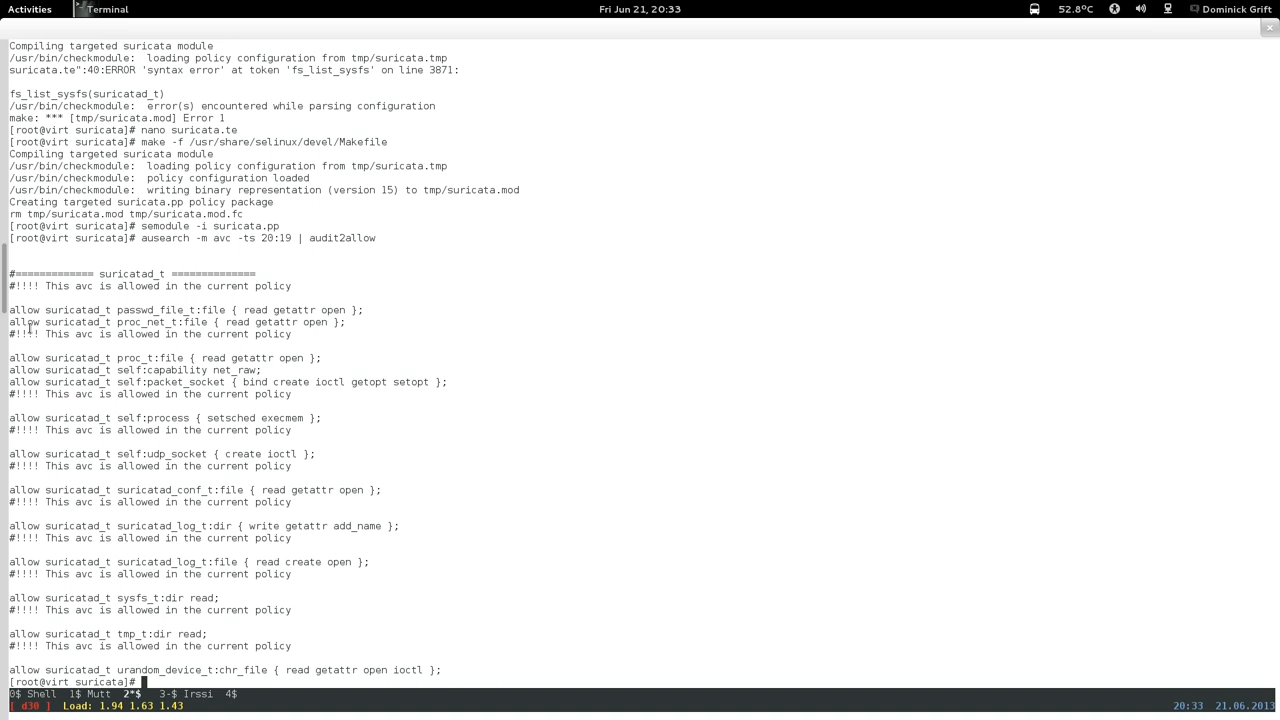 Activities Terminal Fri Jun 21, 20:33 52.8°C Dominick Grift
Compiling targeted suricata module
/usr/bin/checkmodule:  loading policy configuration from tmp/suricata.tmp
suricata.te":40:ERROR 'syntax error' at token 'fs_list_sysfs' on line 3871:
fs_list_sysfs(suricatad_t)
/usr/bin/checkmodule:  error(s) encountered while parsing configuration
make: *** [tmp/suricata.mod] Error 1
[root@virt suricata]# nano suricata.te
[root@virt suricata]# make -f /usr/share/selinux/devel/Makefile
Compiling targeted suricata module
/usr/bin/checkmodule:  loading policy configuration from tmp/suricata.tmp
/usr/bin/checkmodule:  policy configuration loaded
/usr/bin/checkmodule:  writing binary representation (version 15) to tmp/suricata.mod
Creating targeted suricata.pp policy package
rm tmp/suricata.mod tmp/suricata.mod.fc
[root@virt suricata]# semodule -i suricata.pp
[root@virt suricata]# ausearch -m avc -ts 20:19 | audit2allow
#============= suricatad_t ==============
#!!!! This avc is allowed in the current policy
allow suricatad_t passwd_file_t:file { read getattr open };
allow suricatad_t proc_net_t:file { read getattr open };
#!!!! This avc is allowed in the current policy
allow suricatad_t proc_t:file { read getattr open };
allow suricatad_t self:capability net_raw;
allow suricatad_t self:packet_socket { bind create ioctl getopt setopt };
#!!!! This avc is allowed in the current policy
allow suricatad_t self:process { setsched execmem };
#!!!! This avc is allowed in the current policy
allow suricatad_t self:udp_socket { create ioctl };
#!!!! This avc is allowed in the current policy
allow suricatad_t suricatad_conf_t:file { read getattr open };
#!!!! This avc is allowed in the current policy
allow suricatad_t suricatad_log_t:dir { write getattr add_name };
#!!!! This avc is allowed in the current policy
allow suricatad_t suricatad_log_t:file { read create open };
#!!!! This avc is allowed in the current policy
allow suricatad_t sysfs_t:dir read;
#!!!! This avc is allowed in the current policy
allow suricatad_t tmp_t:dir read;
#!!!! This avc is allowed in the current policy
allow suricatad_t urandom_device_t:chr_file { read getattr open ioctl };
[root@virt suricata]#
0$ Shell  1$ Mutt  2*$  3-$ Irssi  4$
[ d30 ]  Load: 1.94 1.63 1.43 20:33 21.06.2013